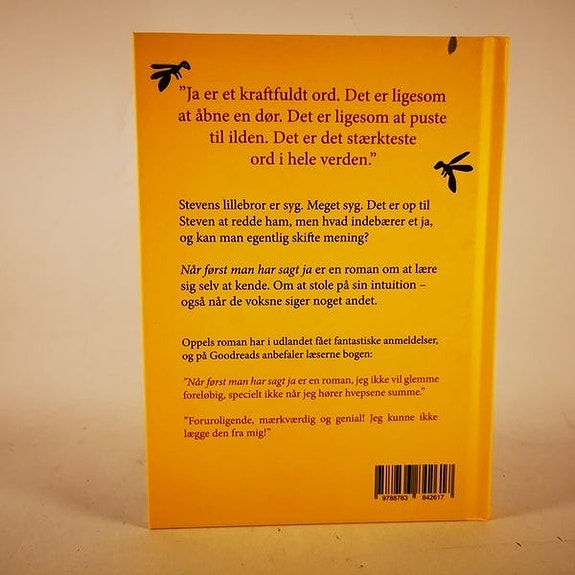 ”Ja er et kraftfuldt ord. Det er ligesom
at åbne en dør. Det er ligesom at puste
til ilden. Det er det stærkteste
ord i hele verden.”
Stevens lillebror er syg. Meget syg. Det er op til
Steven at redde ham, men hvad indebærer et ja,
og kan man egentlig skifte mening?
Når først man har sagt ja er en roman om at lære
sig selv at kende. Om at stole på sin intuition –
også når de voksne siger noget andet.
Oppels roman har i udlandet fået fantastiske anmeldelser,
og på Goodreads anbefaler læserne bogen:
”Når først man har sagt ja er en roman, jeg ikke vil glemme
foreløbig, specielt ikke når jeg hører hvepsene summe.”
”Foruroligende, mærkværdig og genial! Jeg kunne ikke
lægge den fra mig!”
9788763 842617